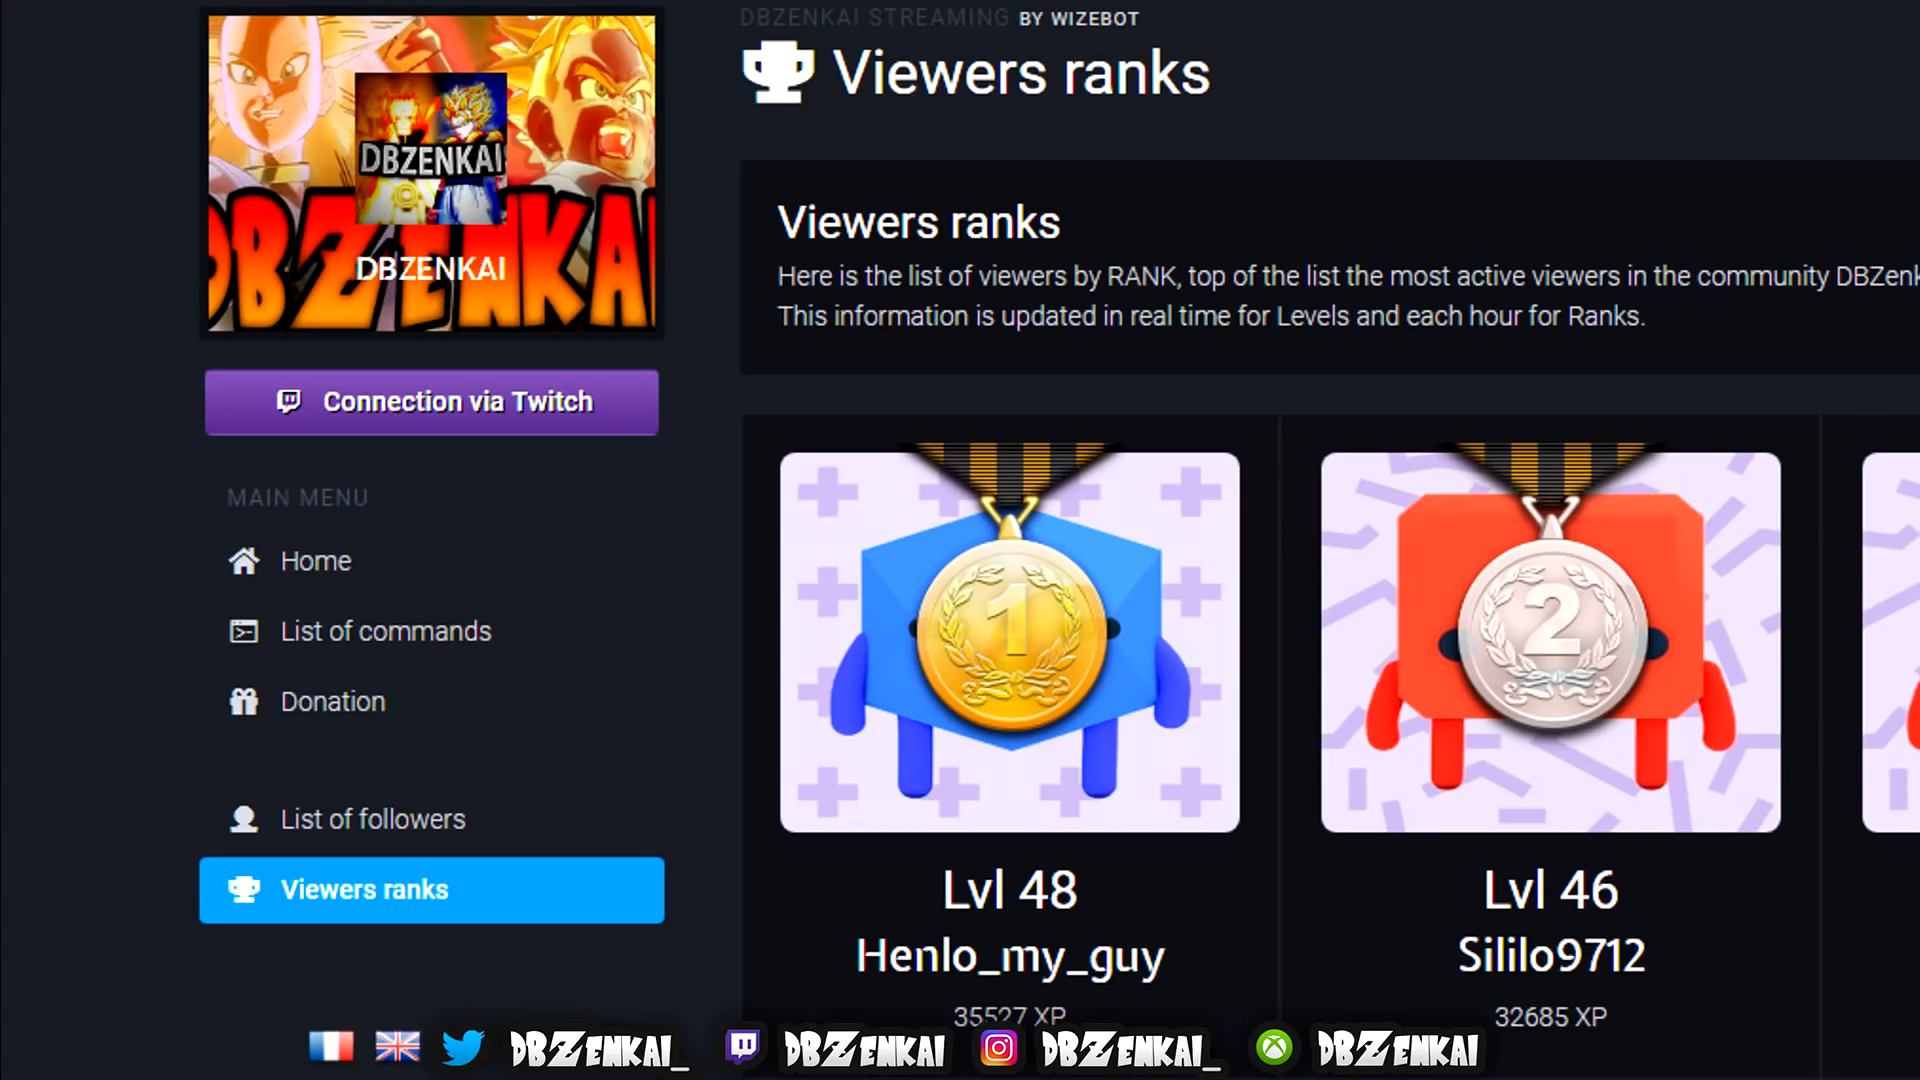 DBZENKAI STREAMING BY WIZEBOT
Viewers ranks
DBZENKAI
DBZENKAI
DBZENKAI
Viewers ranks
Here is the list of viewers by RANK, top of the list the most active viewers in the community DBZenk
This information is updated in real time for Levels and each hour for Ranks.
Connection via Twitch
MAIN MENU
Home
List of commands
Donation
List of followers
Viewers ranks
1
2
Lvl 48
Henlo_my_guy
35527 XP
Lvl 46
Sililo9712
32685 XP
DBZENKAI_ DBZENKAI DBZENKAI_ DBZENKAI